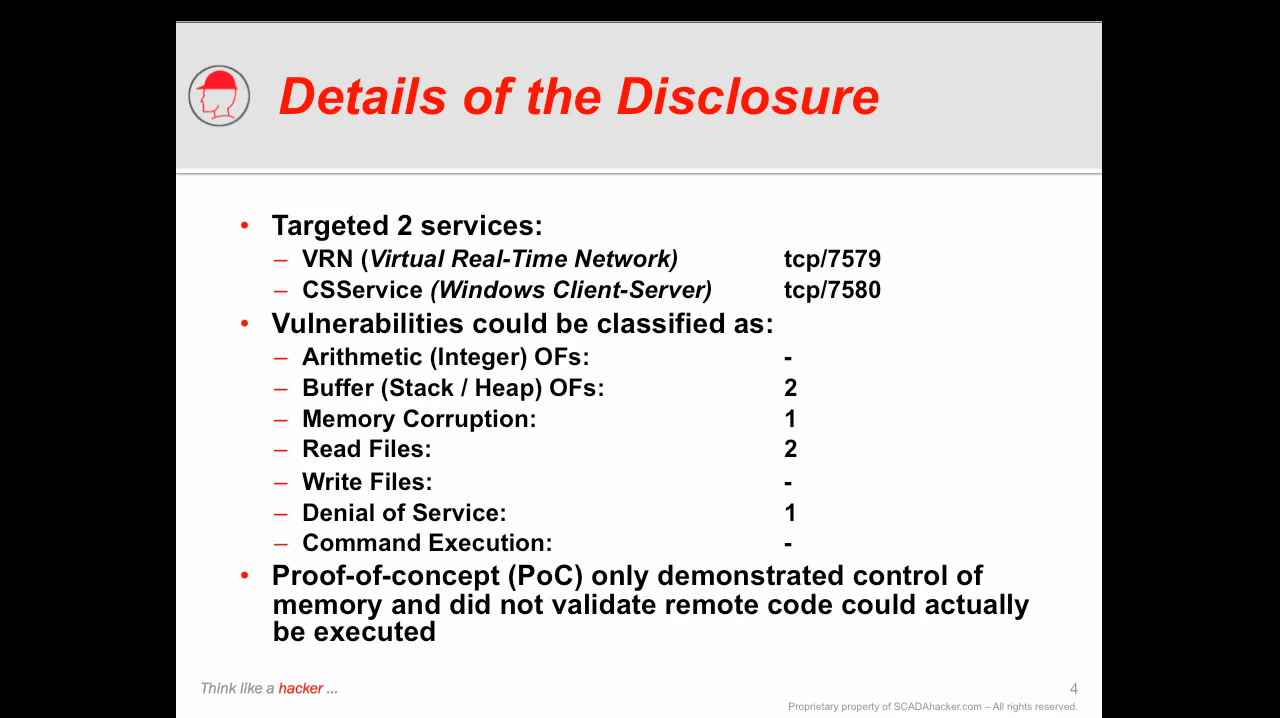 Details of the Disclosure
• Targeted 2 services:
– VRN (Virtual Real-Time Network) tcp/7579
– CSService (Windows Client-Server) tcp/7580
• Vulnerabilities could be classified as:
– Arithmetic (Integer) OFs: -
– Buffer (Stack / Heap) OFs: 2
– Memory Corruption: 1
– Read Files: 2
– Write Files: -
– Denial of Service: 1
– Command Execution: -
• Proof-of-concept (PoC) only demonstrated control of
memory and did not validate remote code could actually
be executed
Think like a hacker ... 4
Proprietary property of SCADAhacker.com – All rights reserved.